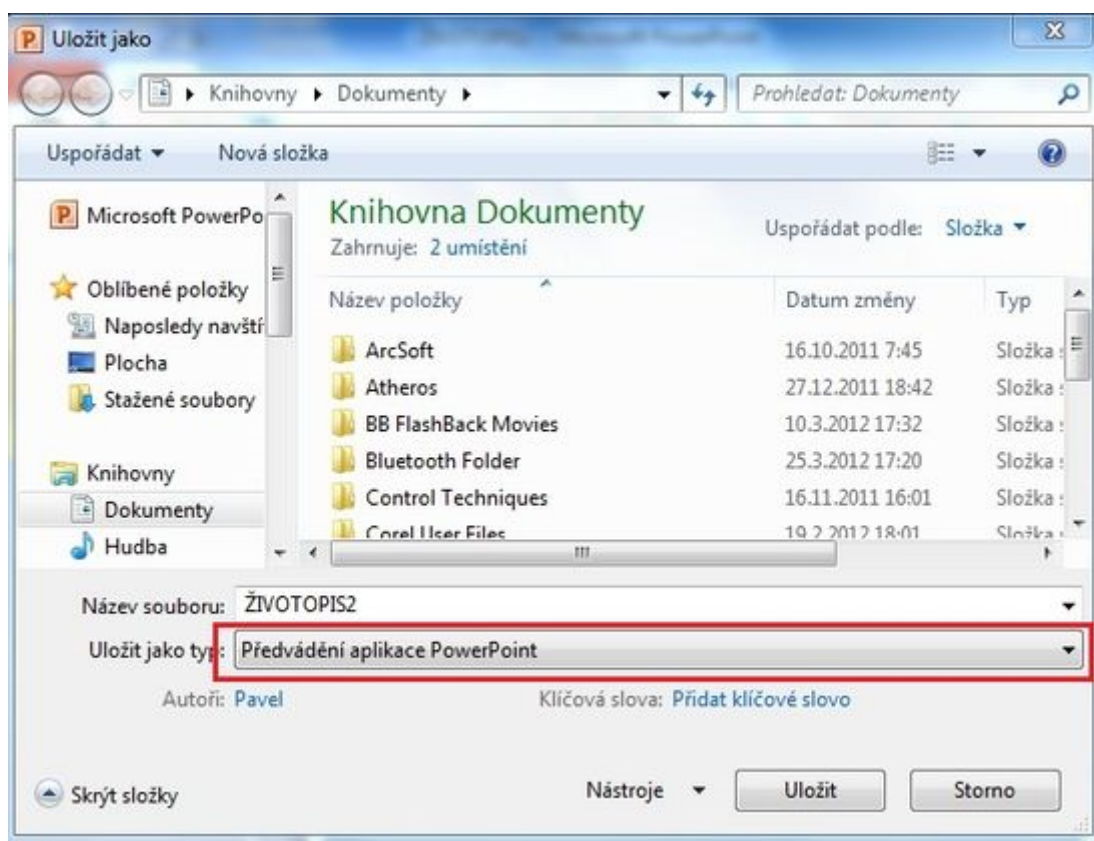 Uložit jako
Knihovny Dokumenty Prohledat: Dokumenty
Uspořádat Nová složka
Microsoft PowerPo
Knihovna Dokumenty
Zahrnuje: 2 umístění
Uspořádat podle: Složka
Oblíbené položky
Naposledy navští
Plocha
Stažené soubory
Knihovny
Dokumenty
Hudba
Název položky Datum změny Typ
ArcSoft 16.10.2011 7:45 Složka s
Atheros 27.12.2011 18:42 Složka s
BB FlashBack Movies 10.3.2012 17:32 Složka s
Bluetooth Folder 25.3.2012 17:20 Složka s
Control Techniques 16.11.2011 16:01 Složka s
Corel User Files 19.2.2012 18:01 Složka s
Název souboru: ŽIVOTOPIS2
Uložit jako typ: Předvádění aplikace PowerPoint
Autoři: Pavel Klíčová slova: Přidat klíčové slovo
Skrýt složky Nástroje Uložit Storno